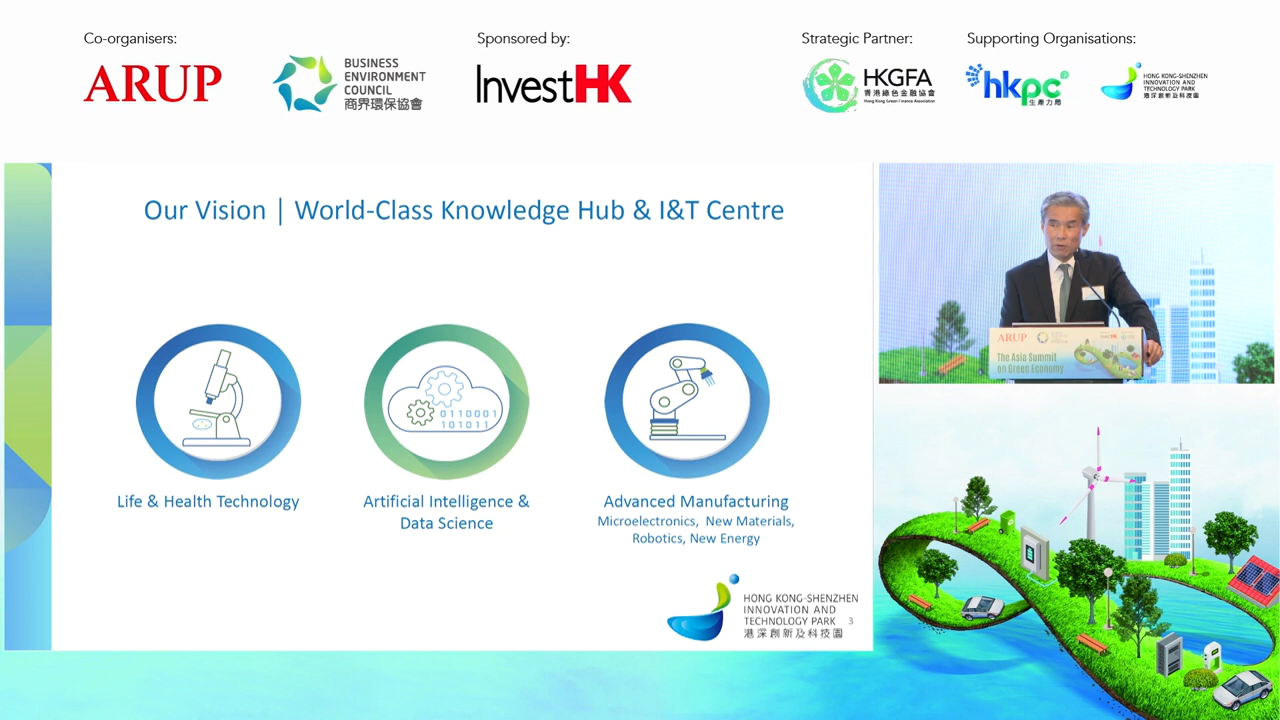 Co-organisers:
Sponsored by:
Strategic Partner:
Supporting Organisations:
ARUP
BUSINESS
ENVIRONMENT
COUNCIL
商界環保協會
InvestHK
HKGFA
香港綠色金融協會
Hong Kong Green Finance Association
hkpc
生產力局
HONG KONG-SHENZHEN
INNOVATION AND
TECHNOLOGY PARK
港深創新及科技園
Our Vision | World-Class Knowledge Hub & I&T Centre
0110001
101011
Life & Health Technology
Artificial Intelligence &
Data Science
Advanced Manufacturing
Microelectronics, New Materials,
Robotics, New Energy
HONG KONG-SHENZHEN
INNOVATION AND
TECHNOLOGY PARK
港深創新及科技園
3
ARUP
The Asia Summit
on Green Economy